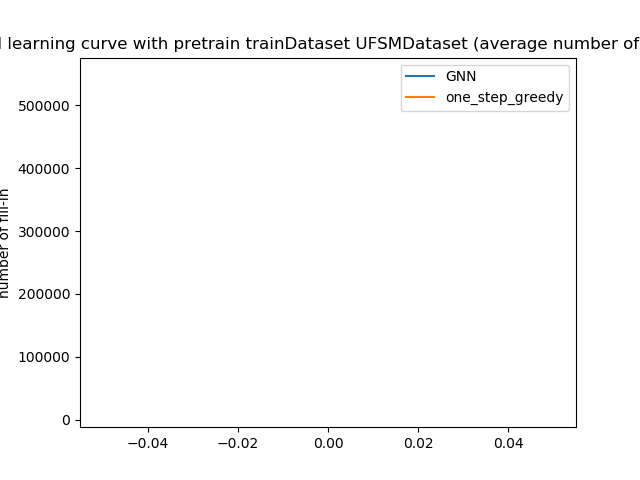 learning curve with pretrain trainDataset UFSMDataset (average number of
GNN
one_step_greedy
500000
400000
300000
200000
100000
0
number of fill-in
−0.04 −0.02 0.00 0.02 0.04